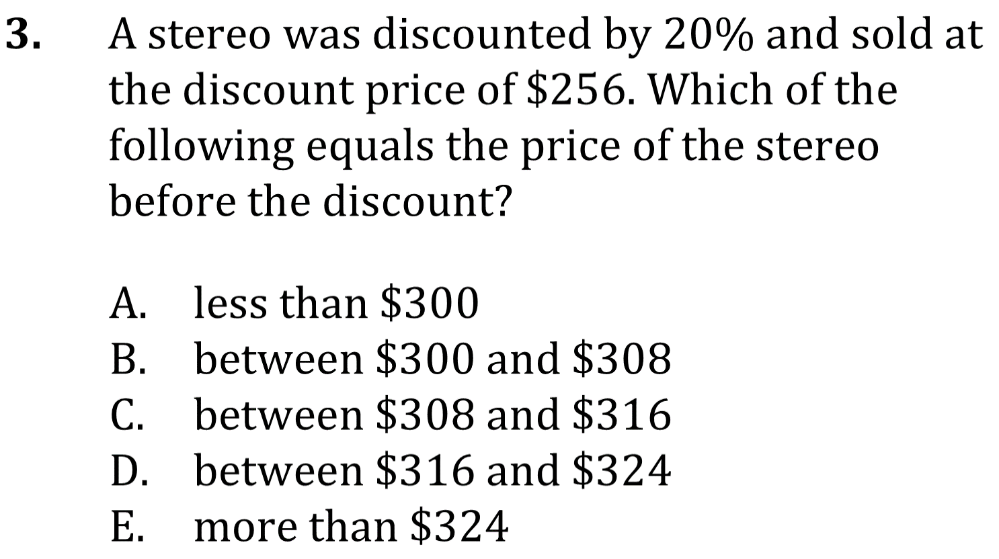 3. A stereo was discounted by 20% and sold at
the discount price of $256. Which of the
following equals the price of the stereo
before the discount?
A. less than $300
B. between $300 and $308
C. between $308 and $316
D. between $316 and $324
E. more than $324